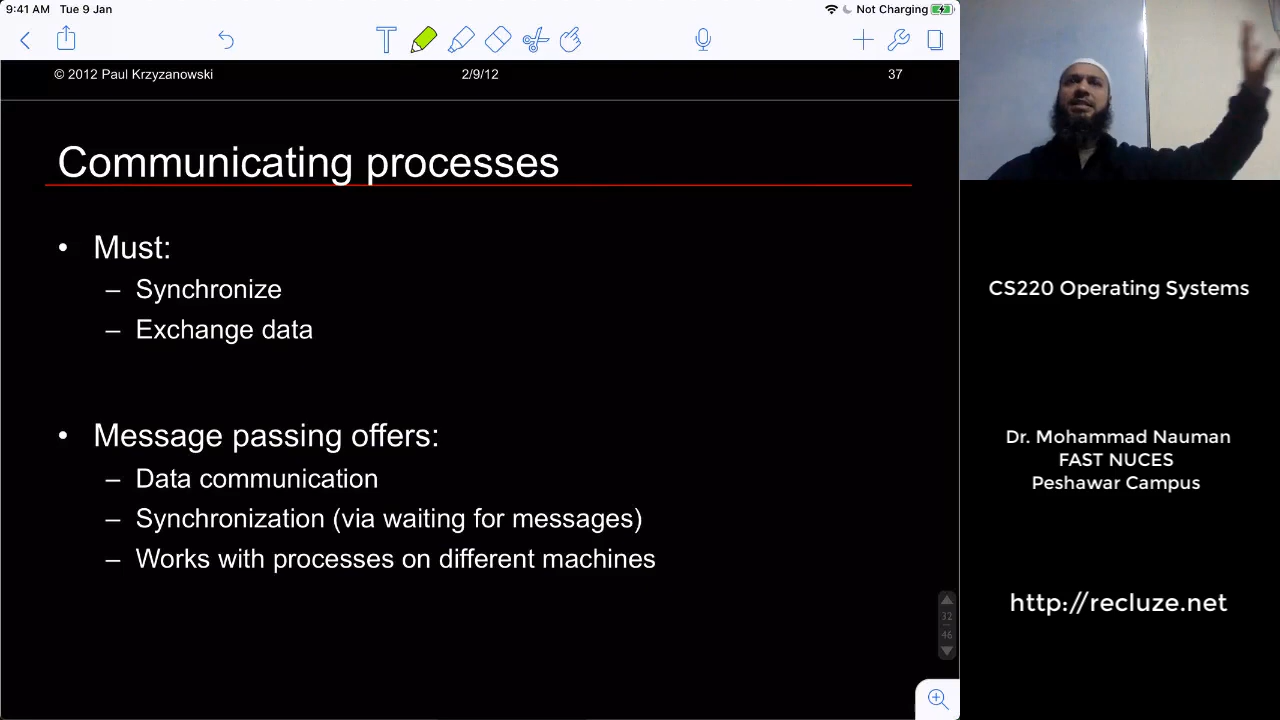 9:41 AM Tue 9 Jan
Not Charging
T
© 2012 Paul Krzyzanowski 2/9/12 37
Communicating processes
• Must:
– Synchronize
– Exchange data
• Message passing offers:
– Data communication
– Synchronization (via waiting for messages)
– Works with processes on different machines
32
46
CS220 Operating Systems
Dr. Mohammad Nauman
FAST NUCES
Peshawar Campus
http://recluze.net